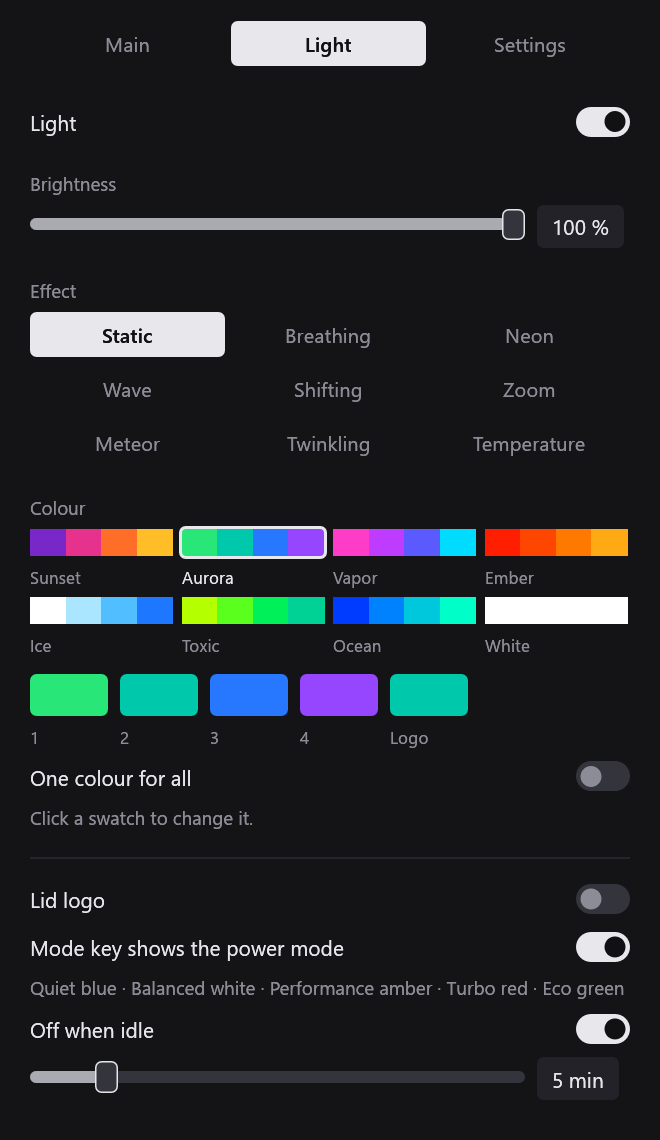 Main Light Settings
Light
Brightness
100 %
Effect
Static Breathing Neon
Wave Shifting Zoom
Meteor Twinkling Temperature
Colour
Sunset Aurora Vapor Ember
Ice Toxic Ocean White
1 2 3 4 Logo
One colour for all
Click a swatch to change it.
Lid logo
Mode key shows the power mode
Quiet blue · Balanced white · Performance amber · Turbo red · Eco green
Off when idle
5 min